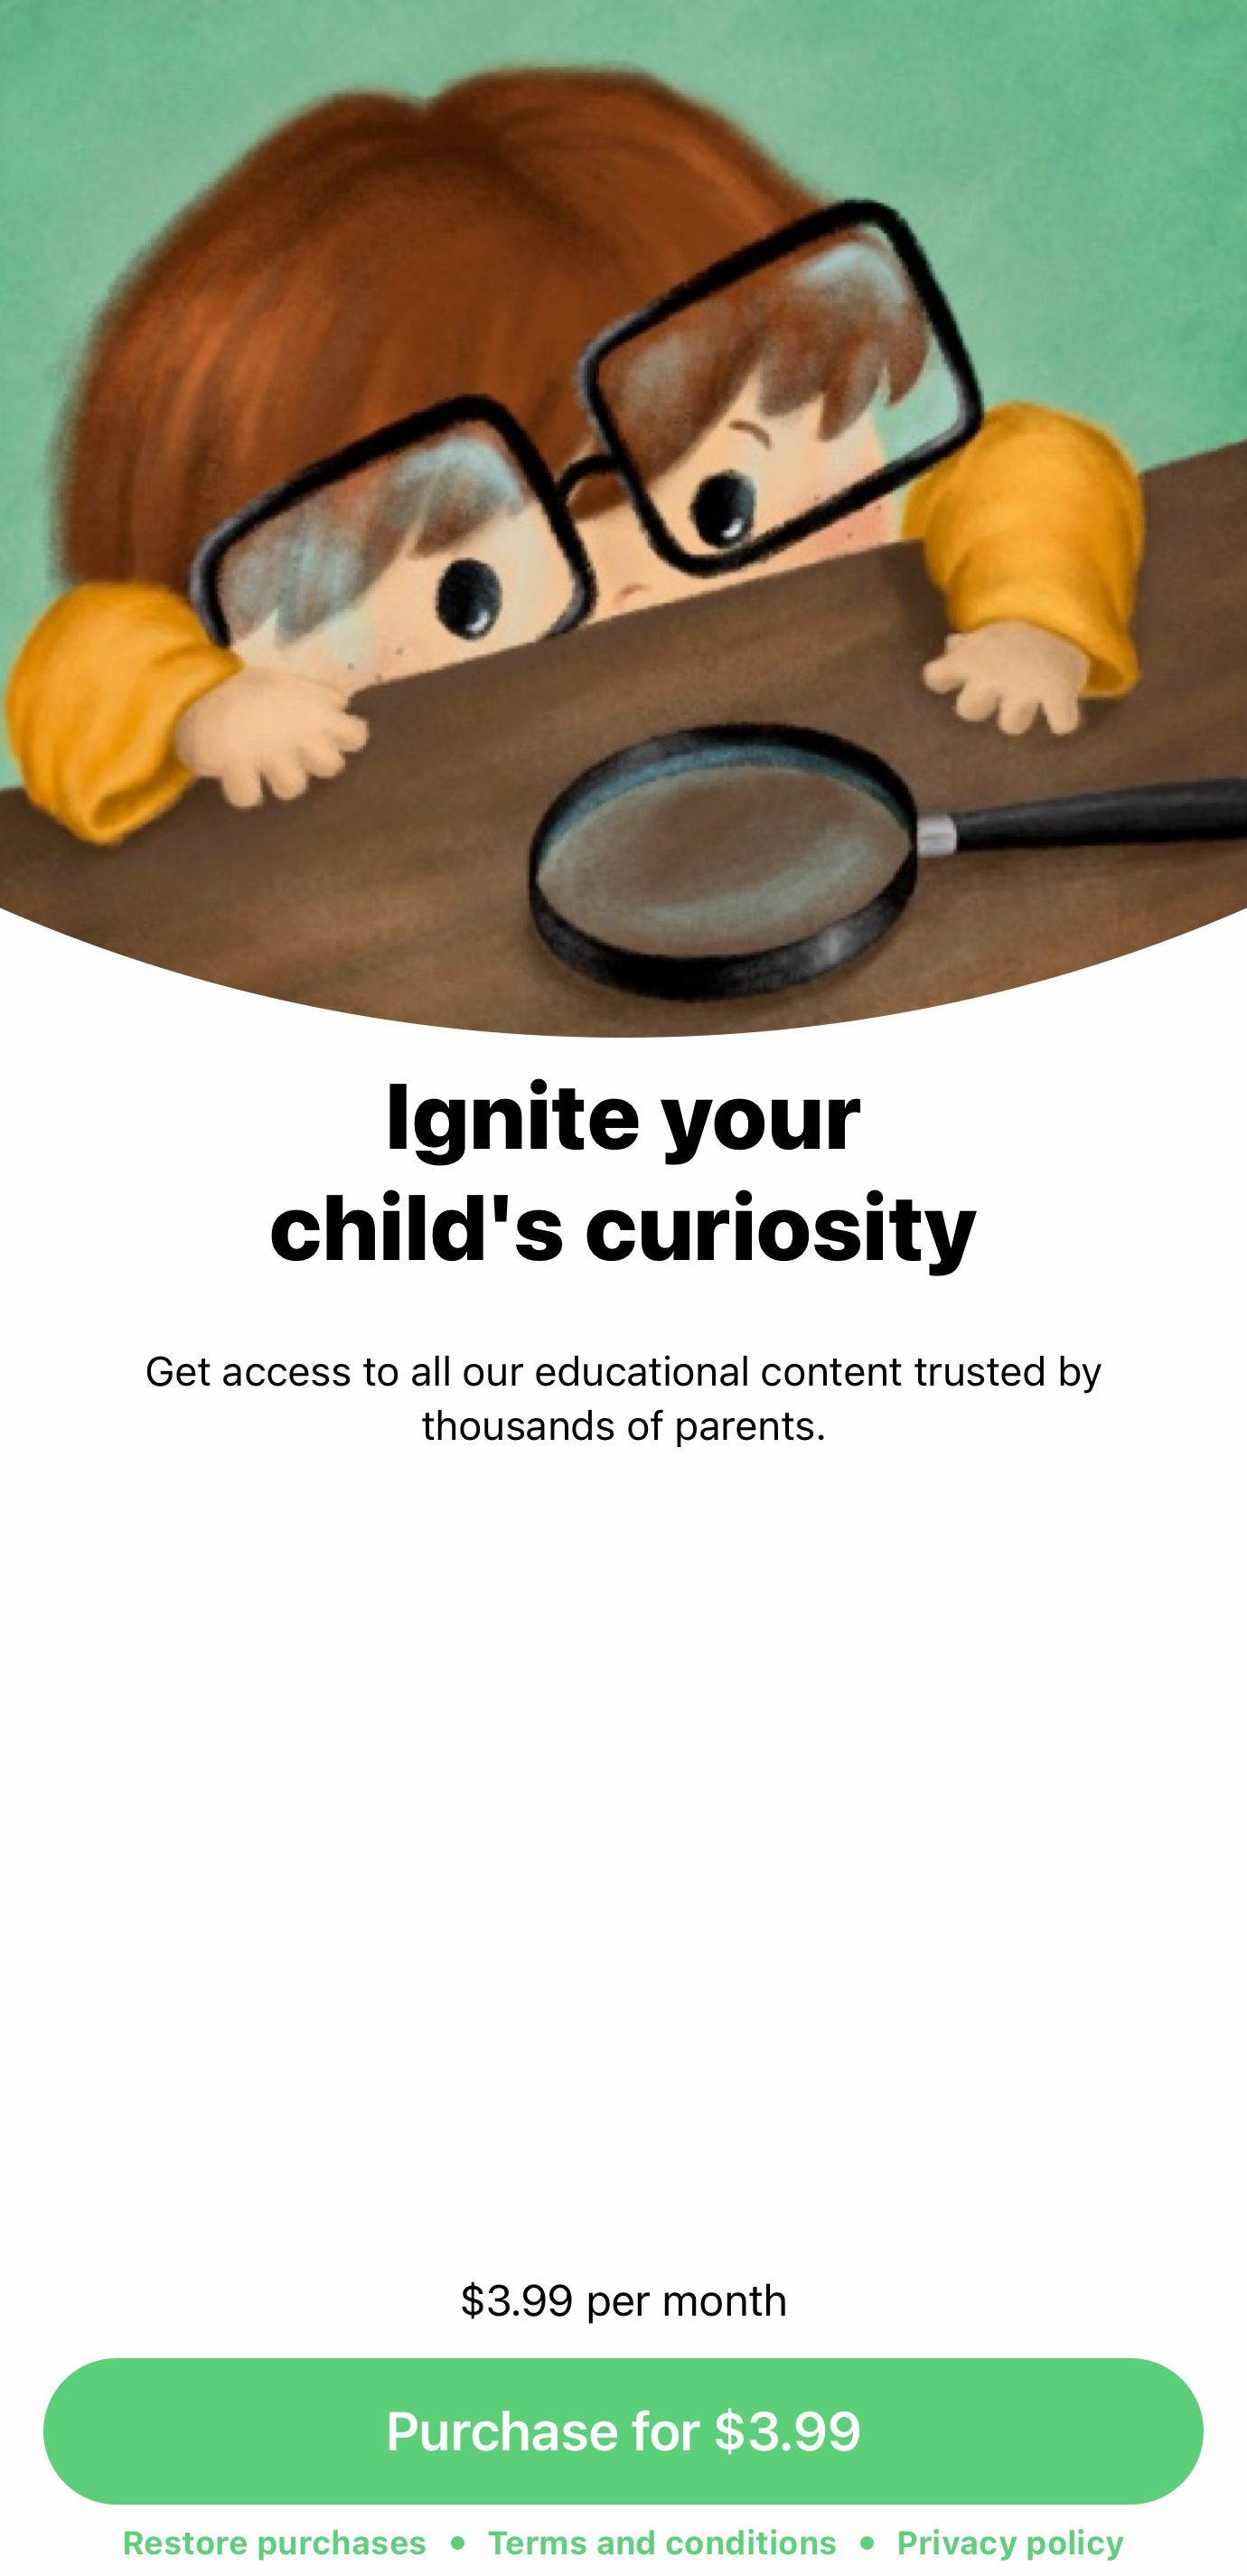 Ignite your
child's curiosity
Get access to all our educational content trusted by
thousands of parents.
$3.99 per month
Purchase for $3.99
Restore purchases • Terms and conditions • Privacy policy